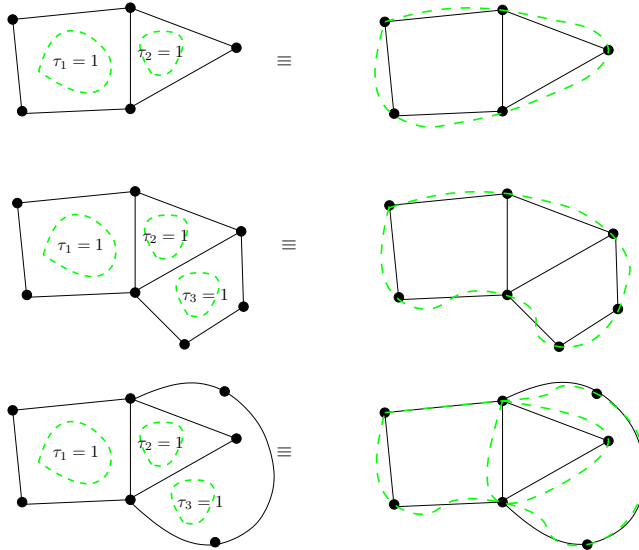 τ₁ = 1 τ₂ = 1 ≡
τ₁ = 1 τ₂ = 1 ≡
τ₃ = 1
τ₁ = 1 τ₂ = 1 ≡
τ₃ = 1